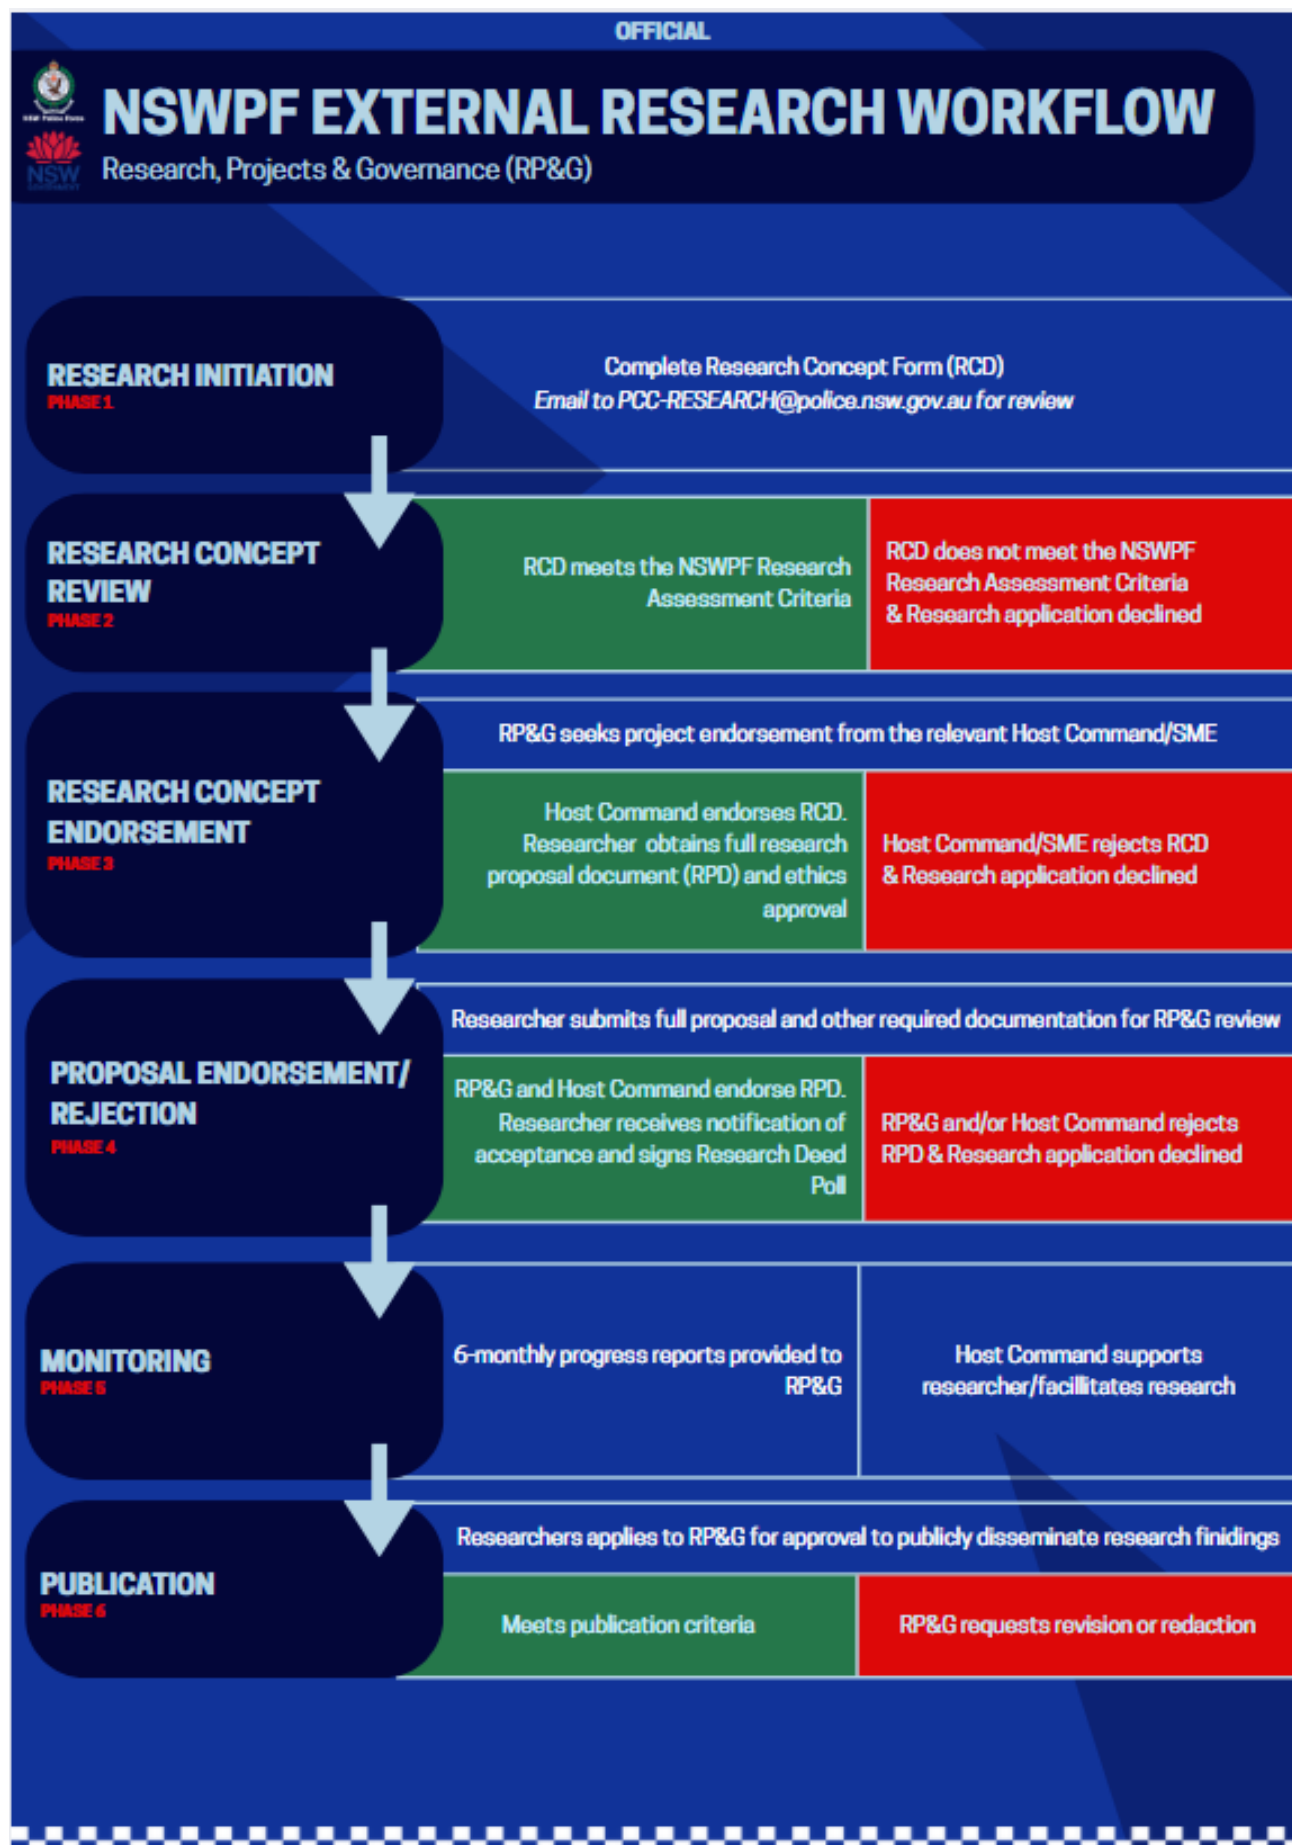 OFFICIAL
NSWPF EXTERNAL RESEARCH WORKFLOW
Research, Projects & Governance (RP&G)
NSW Police Force
NSW
GOVERNMENT
RESEARCH INITIATION
PHASE 1
Complete Research Concept Form (RCD)
Email to PCC-RESEARCH@police.nsw.gov.au for review
RESEARCH CONCEPT
REVIEW
PHASE 2
RCD meets the NSWPF Research
Assessment Criteria
RCD does not meet the NSWPF
Research Assessment Criteria
& Research application declined
RESEARCH CONCEPT
ENDORSEMENT
PHASE 3
RP&G seeks project endorsement from the relevant Host Command/SME
Host Command endorses RCD.
Researcher obtains full research
proposal document (RPD) and ethics
approval
Host Command/SME rejects RCD
& Research application declined
PROPOSAL ENDORSEMENT/
REJECTION
PHASE 4
Researcher submits full proposal and other required documentation for RP&G review
RP&G and Host Command endorse RPD.
Researcher receives notification of
acceptance and signs Research Deed
Poll
RP&G and/or Host Command rejects
RPD & Research application declined
MONITORING
PHASE 5
6-monthly progress reports provided to
RP&G
Host Command supports
researcher/facillitates research
PUBLICATION
PHASE 6
Researchers applies to RP&G for approval to publicly disseminate research finidings
Meets publication criteria
RP&G requests revision or redaction